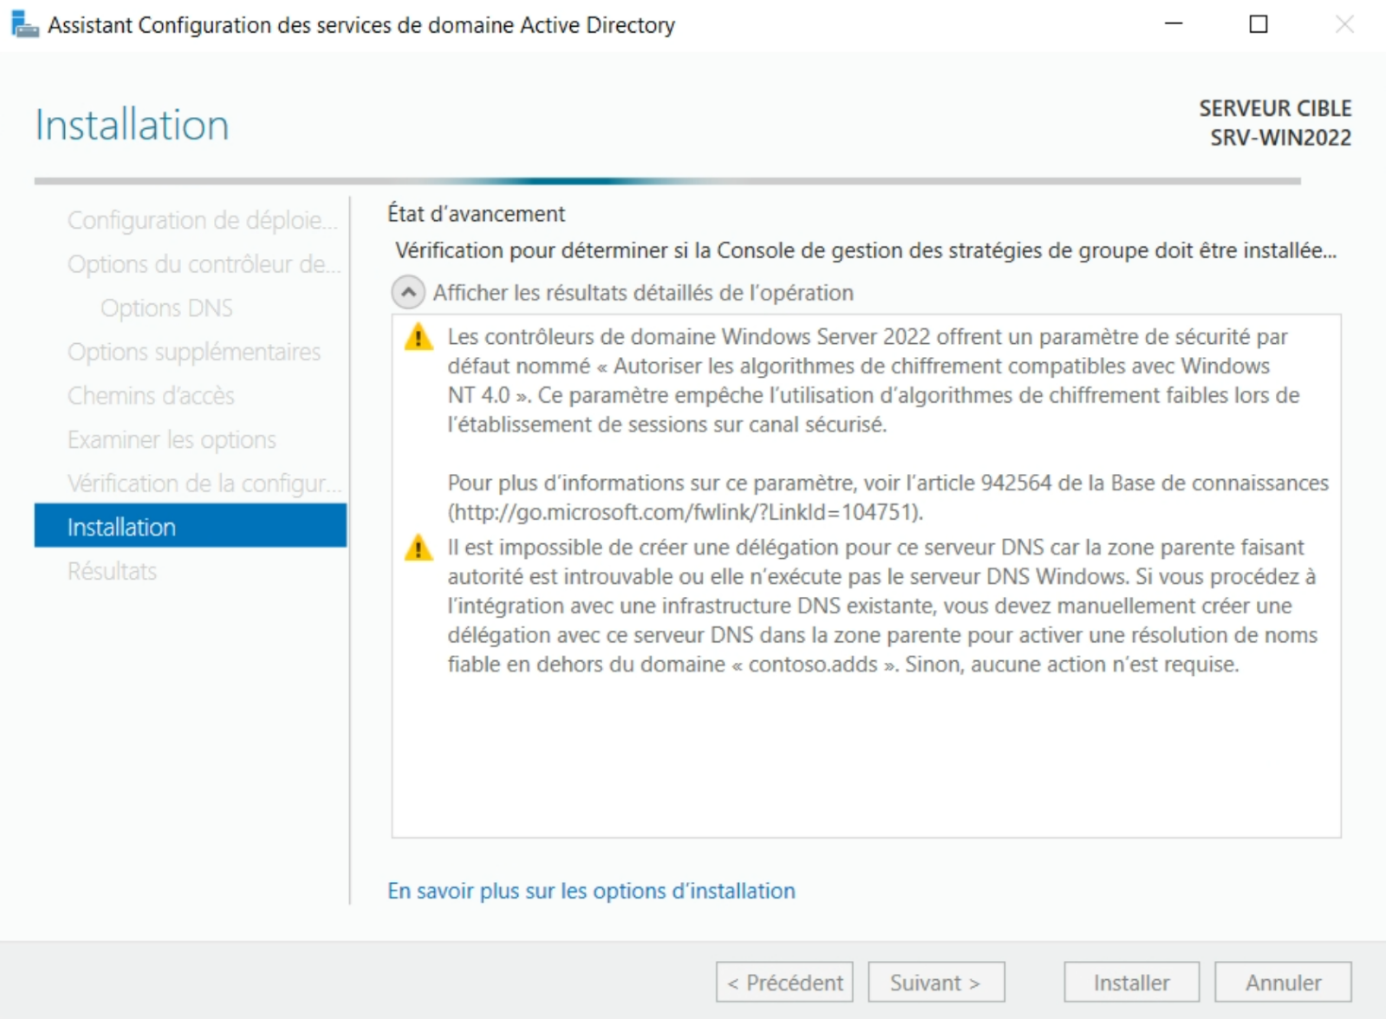 Assistant Configuration des services de domaine Active Directory
Installation
SERVEUR CIBLE
SRV-WIN2022
Configuration de déploie...
Options du contrôleur de...
Options DNS
Options supplémentaires
Chemins d’accès
Examiner les options
Vérification de la configur...
Installation
Résultats
État d’avancement
Vérification pour déterminer si la Console de gestion des stratégies de groupe doit être installée...
Afficher les résultats détaillés de l’opération
Les contrôleurs de domaine Windows Server 2022 offrent un paramètre de sécurité par
défaut nommé « Autoriser les algorithmes de chiffrement compatibles avec Windows
NT 4.0 ». Ce paramètre empêche l’utilisation d’algorithmes de chiffrement faibles lors de
l’établissement de sessions sur canal sécurisé.
Pour plus d’informations sur ce paramètre, voir l’article 942564 de la Base de connaissances
(http://go.microsoft.com/fwlink/?LinkId=104751).
Il est impossible de créer une délégation pour ce serveur DNS car la zone parente faisant
autorité est introuvable ou elle n’exécute pas le serveur DNS Windows. Si vous procédez à
l’intégration avec une infrastructure DNS existante, vous devez manuellement créer une
délégation avec ce serveur DNS dans la zone parente pour activer une résolution de noms
fiable en dehors du domaine « contoso.adds ». Sinon, aucune action n’est requise.
En savoir plus sur les options d’installation
< Précédent
Suivant >
Installer
Annuler